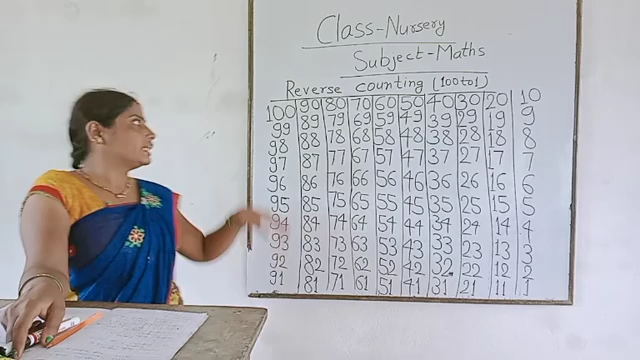 Class-Nursery
Subject-Maths
Reverse counting (100 to 1)
100 90 80 70 60 50 40 30 20 10
99 89 79 69 59 49 39 29 19 9
98 88 78 68 58 48 38 28 18 8
97 87 77 67 57 47 37 27 17 7
96 86 76 66 56 46 36 26 16 6
95 85 75 65 55 45 35 25 15 5
94 84 74 64 54 44 34 24 14 4
93 83 73 63 53 43 33 23 13 3
92 82 72 62 52 42 32 22 12 2
91 81 71 61 51 41 31 21 11 1